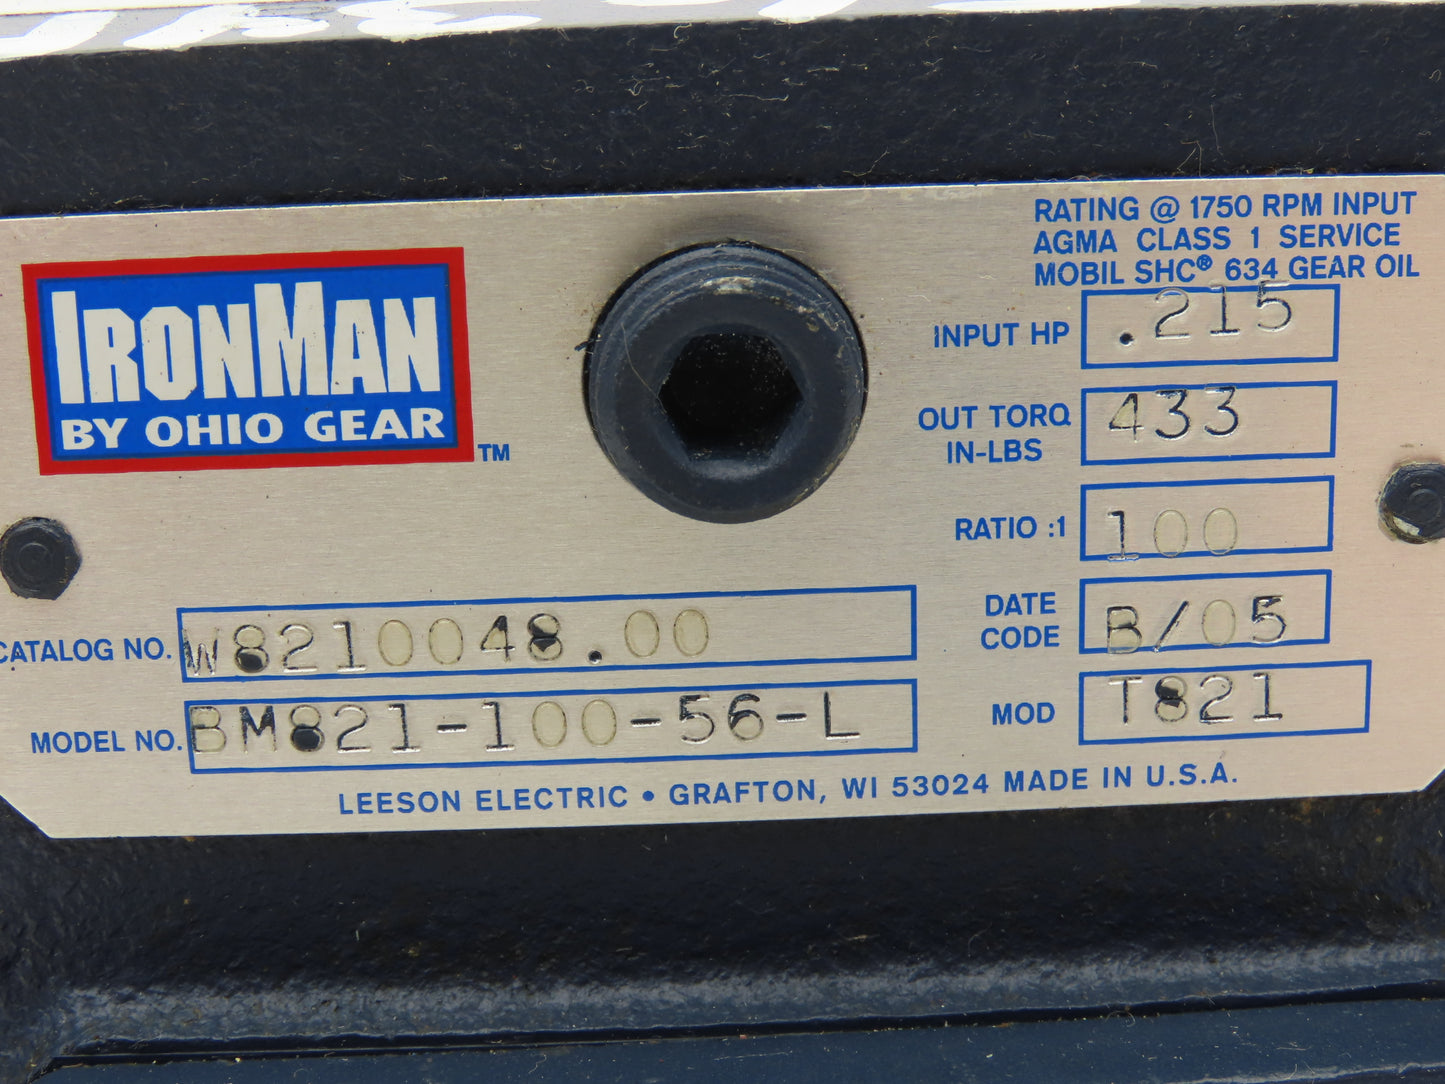 IRONMAN
BY OHIO GEAR
™
RATING @ 1750 RPM INPUT
AGMA CLASS 1 SERVICE
MOBIL SHC® 634 GEAR OIL
INPUT HP .215
OUT TORQ 433
IN-LBS
RATIO :1 100
DATE CODE B/05
CATALOG NO. W8210048.00
MODEL NO. BM821-100-56-L
MOD T821
LEESON ELECTRIC • GRAFTON, WI 53024 MADE IN U.S.A.